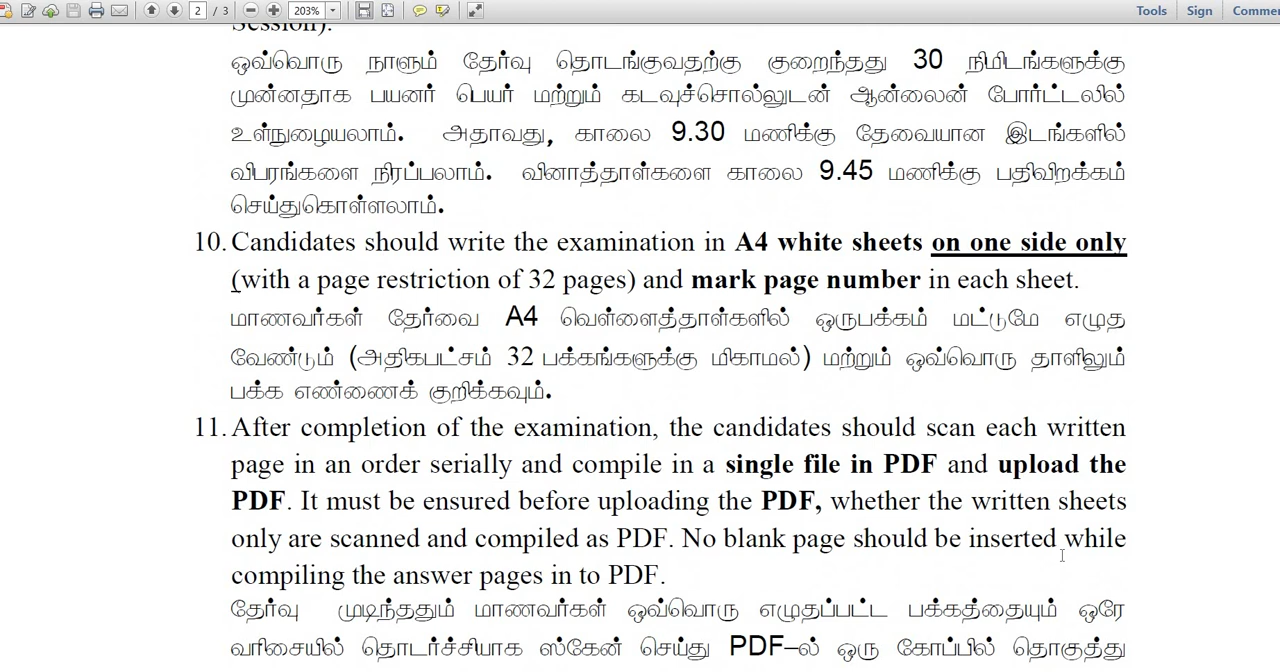 2 / 3 203% Tools Sign Comme
Session).
ஒவ்வொரு நாளும் தேர்வு தொடங்குவதற்கு குறைந்தது 30 நிமிடங்களுக்கு
முன்னதாக பயனர் பெயர் மற்றும் கடவுச்சொல்லுடன் ஆன்லைன் போர்ட்டலில்
உள்நுழையலாம். அதாவது, காலை 9.30 மணிக்கு தேவையான இடங்களில்
விபரங்களை நிரப்பலாம். வினாத்தாள்களை காலை 9.45 மணிக்கு பதிவிறக்கம்
செய்துகொள்ளலாம்.
10. Candidates should write the examination in A4 white sheets on one side only
(with a page restriction of 32 pages) and mark page number in each sheet.
மாணவர்கள் தேர்வை A4 வெள்ளைத்தாள்களில் ஒருபக்கம் மட்டுமே எழுத
வேண்டும் (அதிகபட்சம் 32 பக்கங்களுக்கு மிகாமல்) மற்றும் ஒவ்வொரு தாளிலும்
பக்க எண்ணைக் குறிக்கவும்.
11. After completion of the examination, the candidates should scan each written
page in an order serially and compile in a single file in PDF and upload the
PDF. It must be ensured before uploading the PDF, whether the written sheets
only are scanned and compiled as PDF. No blank page should be inserted while
compiling the answer pages in to PDF.
தேர்வு முடிந்ததும் மாணவர்கள் ஒவ்வொரு எழுதப்பட்ட பக்கத்தையும் ஒரே
வரிசையில் தொடர்ச்சியாக ஸ்கேன் செய்து PDF–ல் ஒரு கோப்பில் தொகுத்து